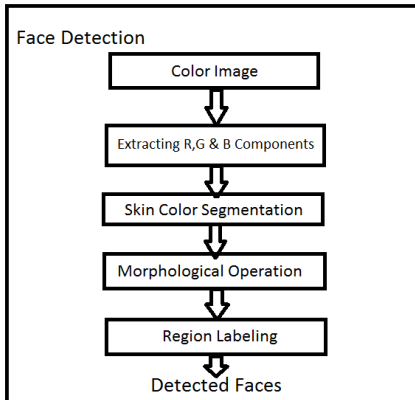 Face Detection
Color Image
Extracting R,G & B Components
Skin Color Segmentation
Morphological Operation
Region Labeling
Detected Faces